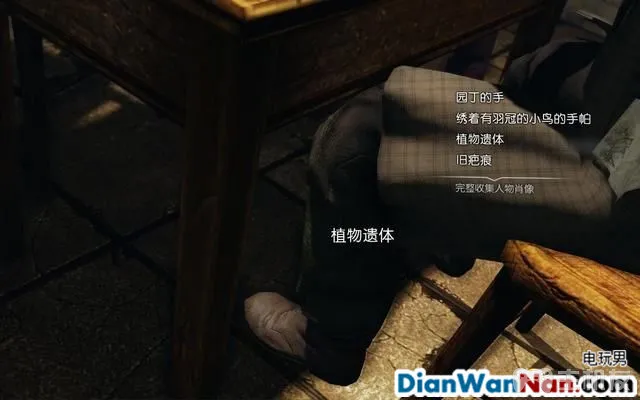 园丁的手
绣着有羽冠的小鸟的手帕
植物遗体
旧疤痕
完整收集人物肖像
植物遗体
电玩男
DianWanNan.com